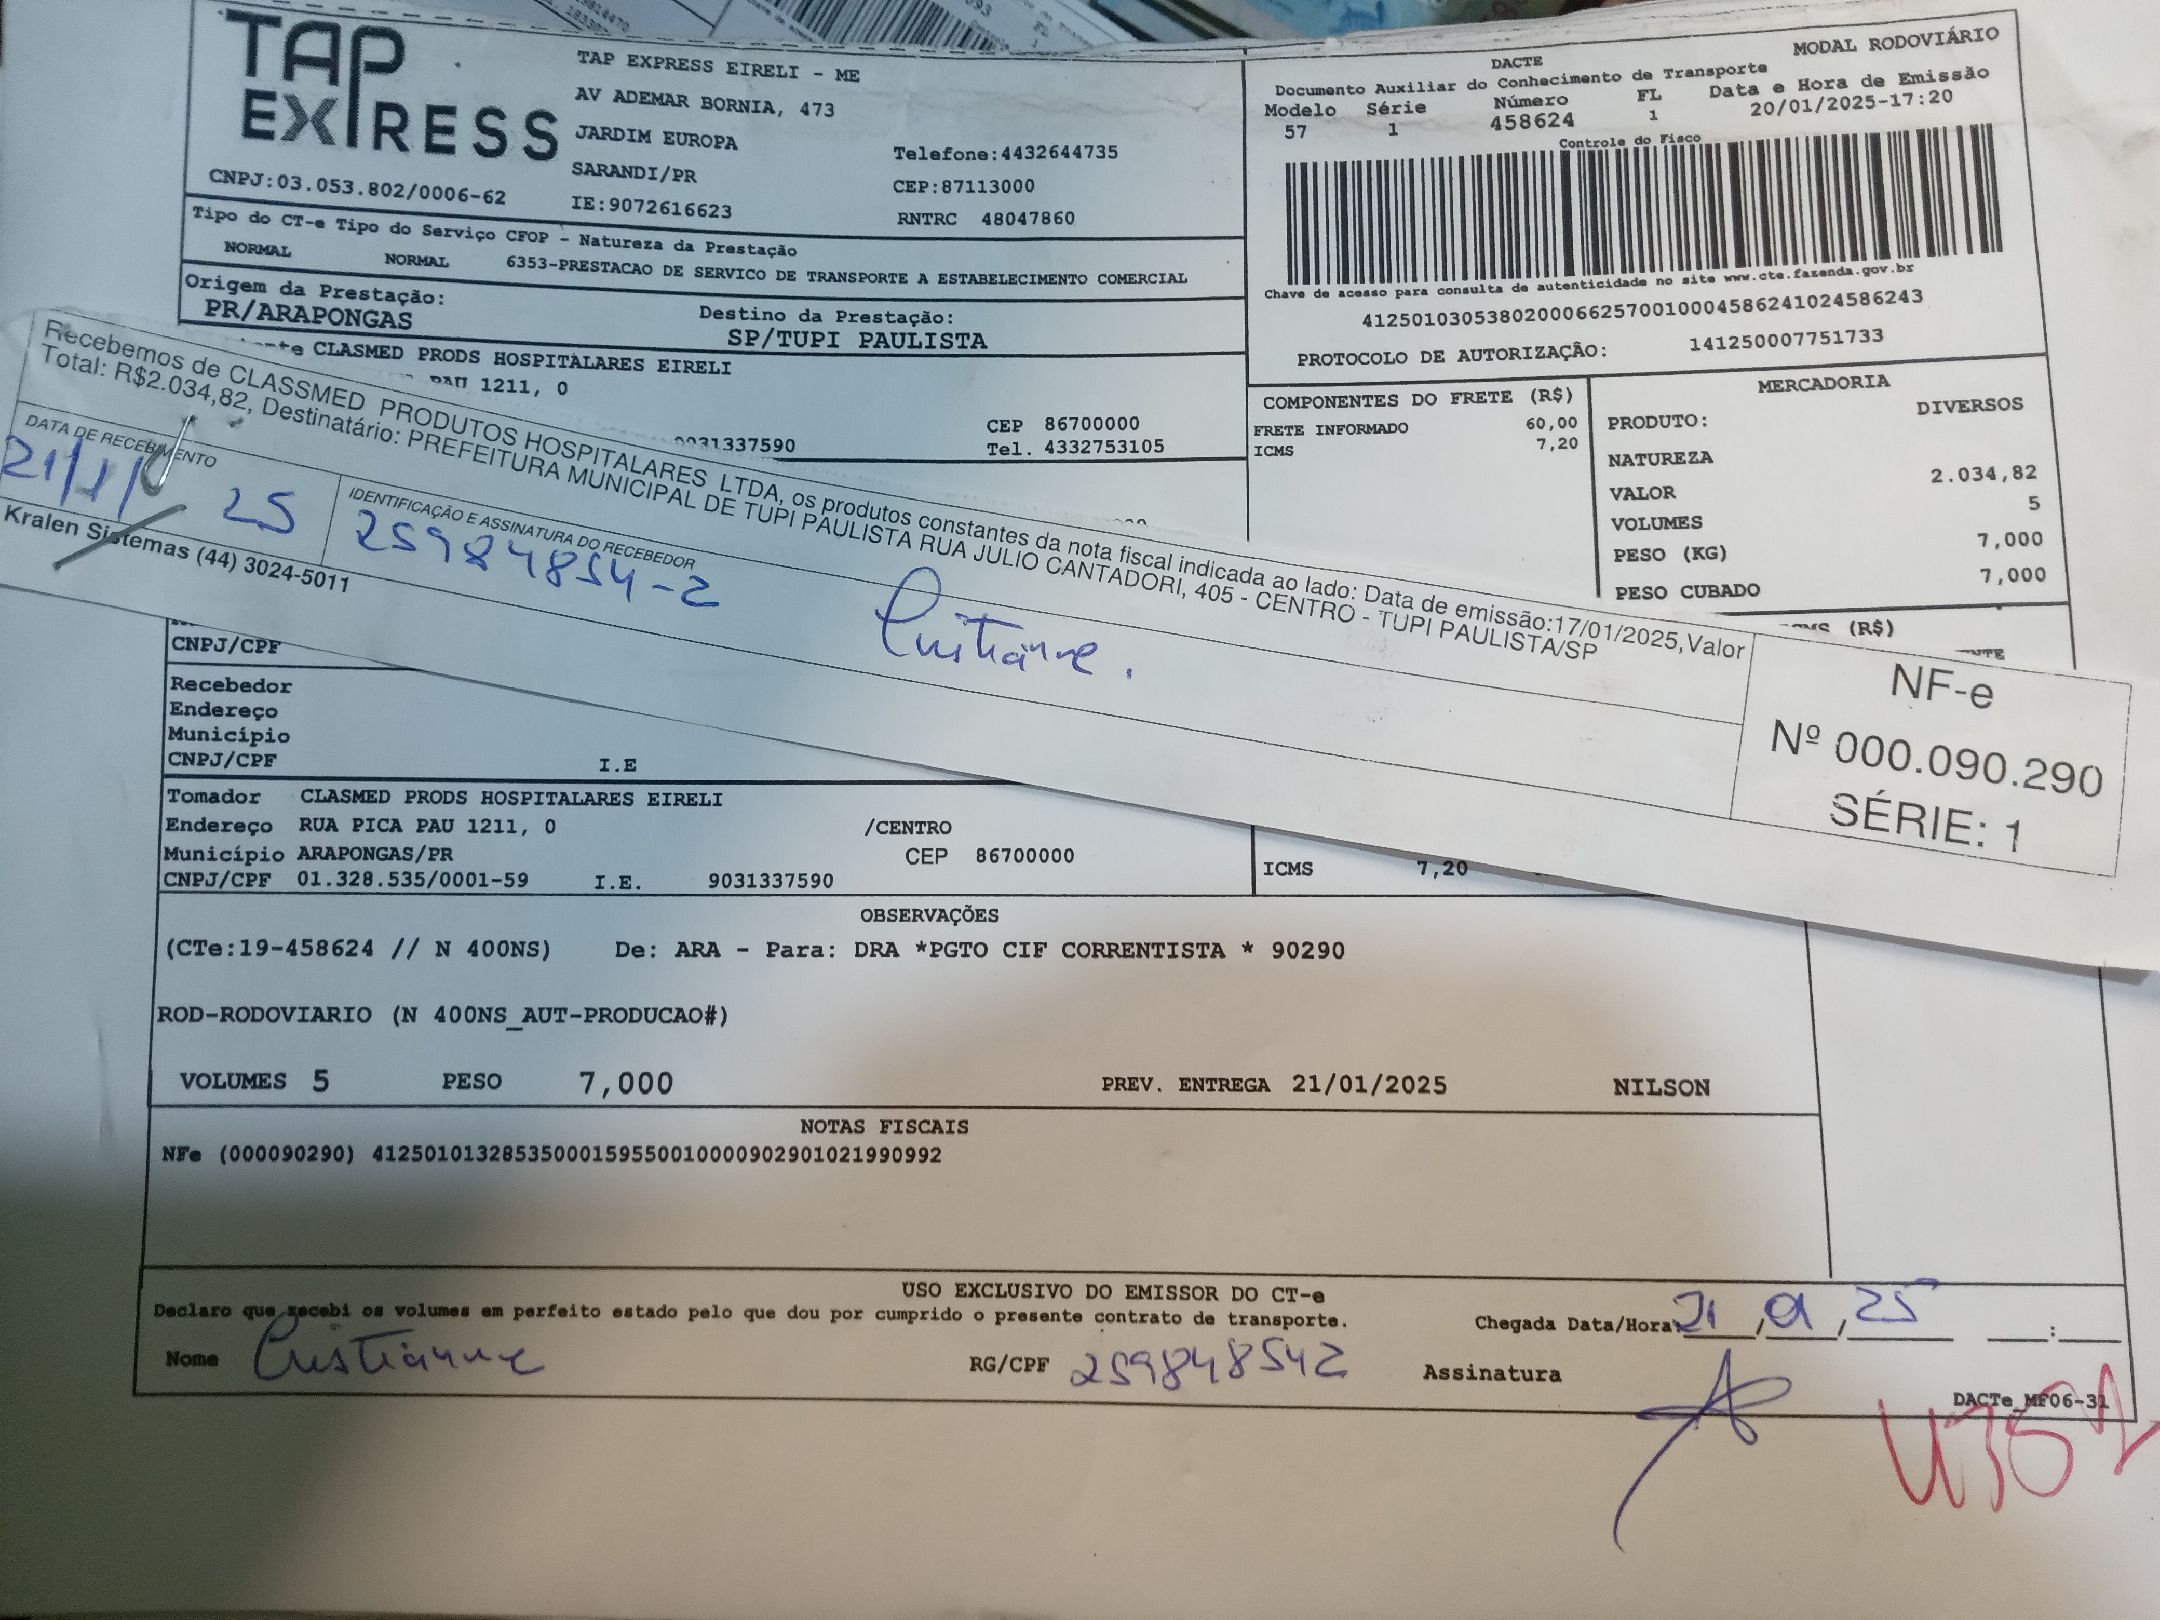 TAP EXPRESS
TAP EXPRESS EIRELI - ME
AV ADEMAR BORNIA, 473
JARDIM EUROPA
SARANDI/PR
IE:9072616623
Telefone:4432644735
CEP:87113000
RNTRC 48047860
CNPJ:03.053.802/0006-62
DACTE
MODAL RODOVIÁRIO
Documento Auxiliar do Conhecimento de Transporte
Modelo Série Número FL Data e Hora de Emissão
57 1 458624 1 20/01/2025-17:20
Controle do Fisco
Chave de acesso para consulta de autenticidade no site www.cte.fazenda.gov.br
41250103053802000662570010004586241024586243
PROTOCOLO DE AUTORIZAÇÃO: 141250007751733
Tipo do CT-e Tipo do Serviço CFOP - Natureza da Prestação
NORMAL NORMAL 6353-PRESTACAO DE SERVICO DE TRANSPORTE A ESTABELECIMENTO COMERCIAL
Origem da Prestação:
PR/ARAPONGAS
Destino da Prestação:
SP/TUPI PAULISTA
CLASMED PRODS HOSPITALARES EIRELI
PAU 1211, 0
CEP 86700000
9031337590 Tel. 4332753105
COMPONENTES DO FRETE (R$)
FRETE INFORMADO 60,00
ICMS 7,20
MERCADORIA
PRODUTO: DIVERSOS
NATUREZA
VALOR 2.034,82
VOLUMES 5
PESO (KG) 7,000
PESO CUBADO 7,000
(R$)
Recebemos de CLASSMED PRODUTOS HOSPITALARES LTDA, os produtos constantes da nota fiscal indicada ao lado: Data de emissão:17/01/2025,Valor
Total: R$2.034,82, Destinatário: PREFEITURA MUNICIPAL DE TUPI PAULISTA RUA JULIO CANTADORI, 405 - CENTRO - TUPI PAULISTA/SP
DATA DE RECEBIMENTO
21/1/25
IDENTIFICAÇÃO E ASSINATURA DO RECEBEDOR
25984854-2 Cristianne.
Kralen Sistemas (44) 3024-5011
NF-e
Nº 000.090.290
SÉRIE: 1
CNPJ/CPF
Recebedor
Endereço
Município
CNPJ/CPF I.E
Tomador CLASMED PRODS HOSPITALARES EIRELI
Endereço RUA PICA PAU 1211, 0 /CENTRO
Município ARAPONGAS/PR CEP 86700000
CNPJ/CPF 01.328.535/0001-59 I.E. 9031337590
ICMS 7,20
OBSERVAÇÕES
(CTe:19-458624 // N 400NS) De: ARA - Para: DRA *PGTO CIF CORRENTISTA * 90290
ROD-RODOVIARIO (N 400NS_AUT-PRODUCAO#)
VOLUMES 5 PESO 7,000 PREV. ENTREGA 21/01/2025 NILSON
NOTAS FISCAIS
NFe (000090290) 41250101328535000159550010000902901021990992
USO EXCLUSIVO DO EMISSOR DO CT-e
Declaro que recebi os volumes em perfeito estado pelo que dou por cumprido o presente contrato de transporte.
Chegada Data/Hora: 21, 01, 25 :
Nome Cristianne RG/CPF 259848542 Assinatura
DACTe_MF06-31